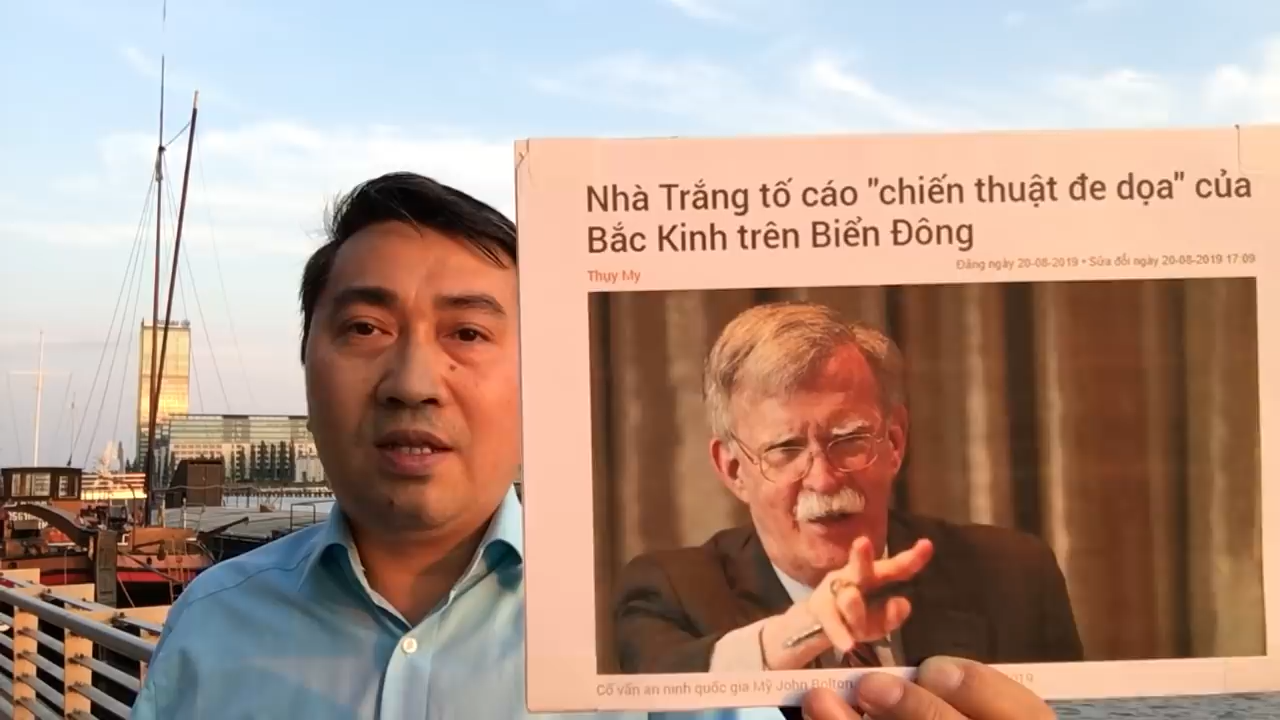 Nhà Trắng tố cáo "chiến thuật đe dọa" của
Bắc Kinh trên Biển Đông
Thụy My
Đăng ngày 20-08-2019 • Sửa đổi ngày 20-08-2019 17:09
Cố vấn an ninh quốc gia Mỹ John Bolton